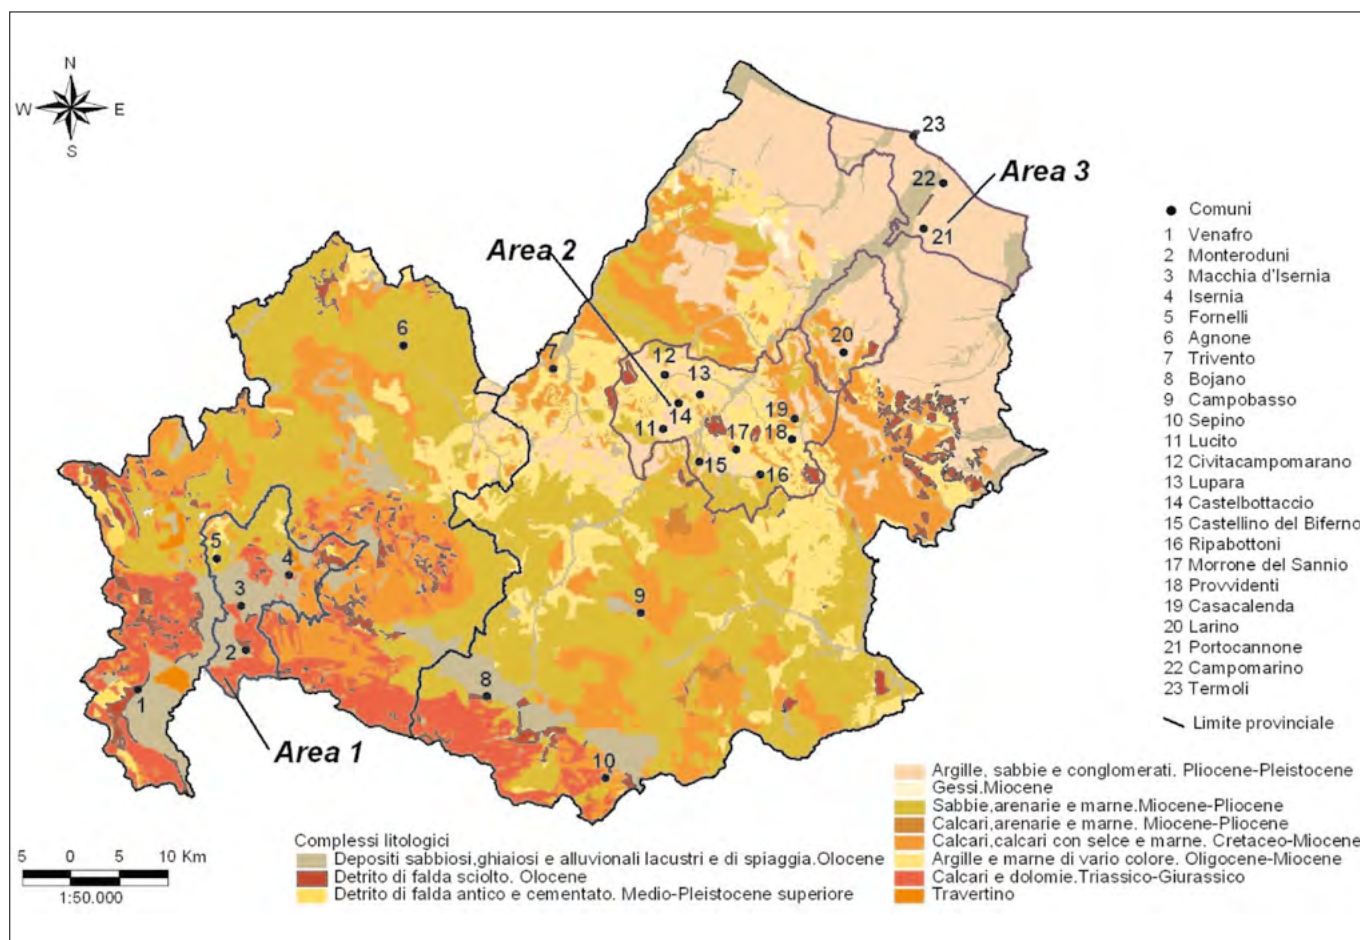 N
W E
S
23
22
Area 3
21
Area 2
6
7
12
13
20
14
11
19
18
17
15
16
5
4
3
2
9
8
1
Area 1
10
Comuni
1 Venafro
2 Monteroduni
3 Macchia d'Isernia
4 Isernia
5 Fornelli
6 Agnone
7 Trivento
8 Bojano
9 Campobasso
10 Sepino
11 Lucito
12 Civitacampomarano
13 Lupara
14 Castelbottaccio
15 Castellino del Biferno
16 Ripabottoni
17 Morrone del Sannio
18 Provvidenti
19 Casacalenda
20 Larino
21 Portocannone
22 Campomarino
23 Termoli
Limite provinciale
5 0 5 10 Km
1:50.000
Complessi litologici
Depositi sabbiosi,ghiaiosi e alluvionali lacustri e di spiaggia.Olocene
Detrito di falda sciolto. Olocene
Detrito di falda antico e cementato. Medio-Pleistocene superiore
Argille, sabbie e conglomerati. Pliocene-Pleistocene
Gessi.Miocene
Sabbie,arenarie e marne.Miocene-Pliocene
Calcari,arenarie e marne. Miocene-Pliocene
Calcari,calcari con selce e marne. Cretaceo-Miocene
Argille e marne di vario colore. Oligocene-Miocene
Calcari e dolomie.Triassico-Giurassico
Travertino